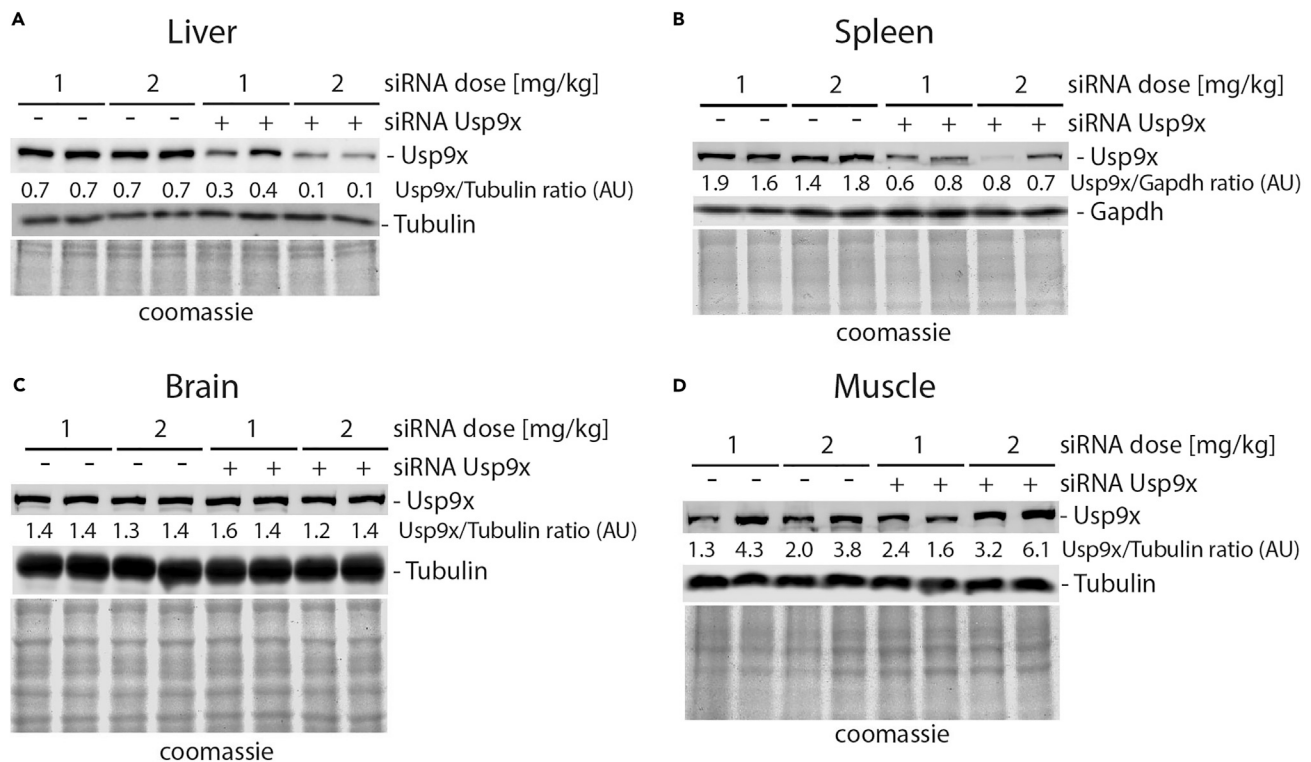 A
Liver
1 2 1 2 siRNA dose [mg/kg]
- - - - + + + + siRNA Usp9x
- Usp9x
0.7 0.7 0.7 0.7 0.3 0.4 0.1 0.1 Usp9x/Tubulin ratio (AU)
- Tubulin
coomassie
B
Spleen
1 2 1 2 siRNA dose [mg/kg]
- - - - + + + + siRNA Usp9x
- Usp9x
1.9 1.6 1.4 1.8 0.6 0.8 0.8 0.7 Usp9x/Gapdh ratio (AU)
- Gapdh
coomassie
C
Brain
1 2 1 2 siRNA dose [mg/kg]
- - - - + + + + siRNA Usp9x
- Usp9x
1.4 1.4 1.3 1.4 1.6 1.4 1.2 1.4 Usp9x/Tubulin ratio (AU)
- Tubulin
coomassie
D
Muscle
1 2 1 2 siRNA dose [mg/kg]
- - - - + + + + siRNA Usp9x
- Usp9x
1.3 4.3 2.0 3.8 2.4 1.6 3.2 6.1 Usp9x/Tubulin ratio (AU)
- Tubulin
coomassie